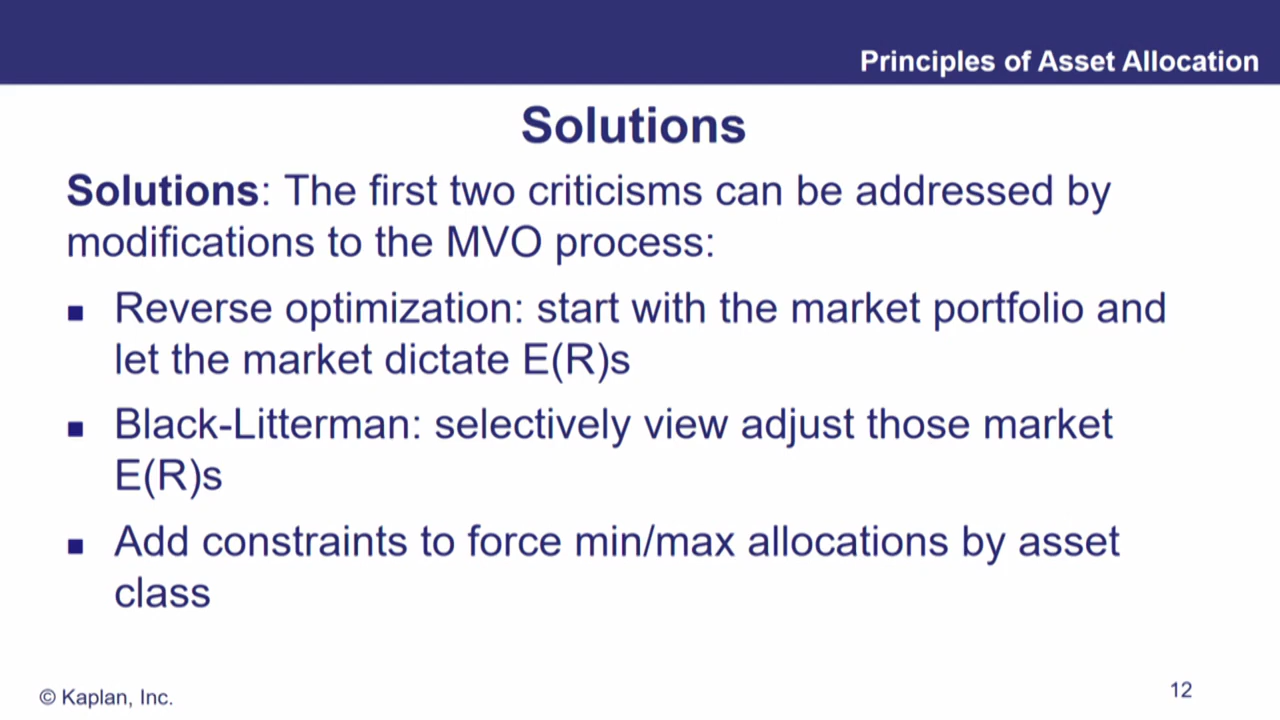 Principles of Asset Allocation
Solutions
Solutions: The first two criticisms can be addressed by
modifications to the MVO process:
■ Reverse optimization: start with the market portfolio and
let the market dictate E(R)s
■ Black-Litterman: selectively view adjust those market
E(R)s
■ Add constraints to force min/max allocations by asset
class
© Kaplan, Inc.
12